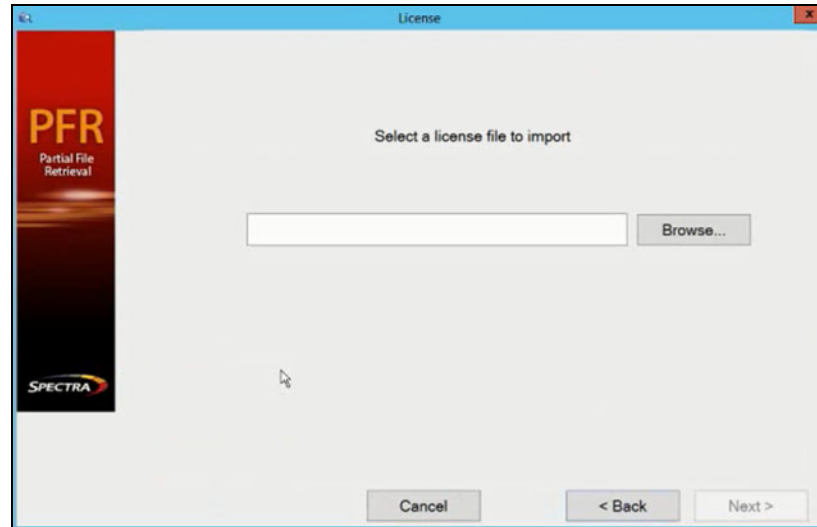 License
x
PFR
Partial File
Retrieval
Select a license file to import
Browse...
SPECTRA
Cancel
< Back
Next >